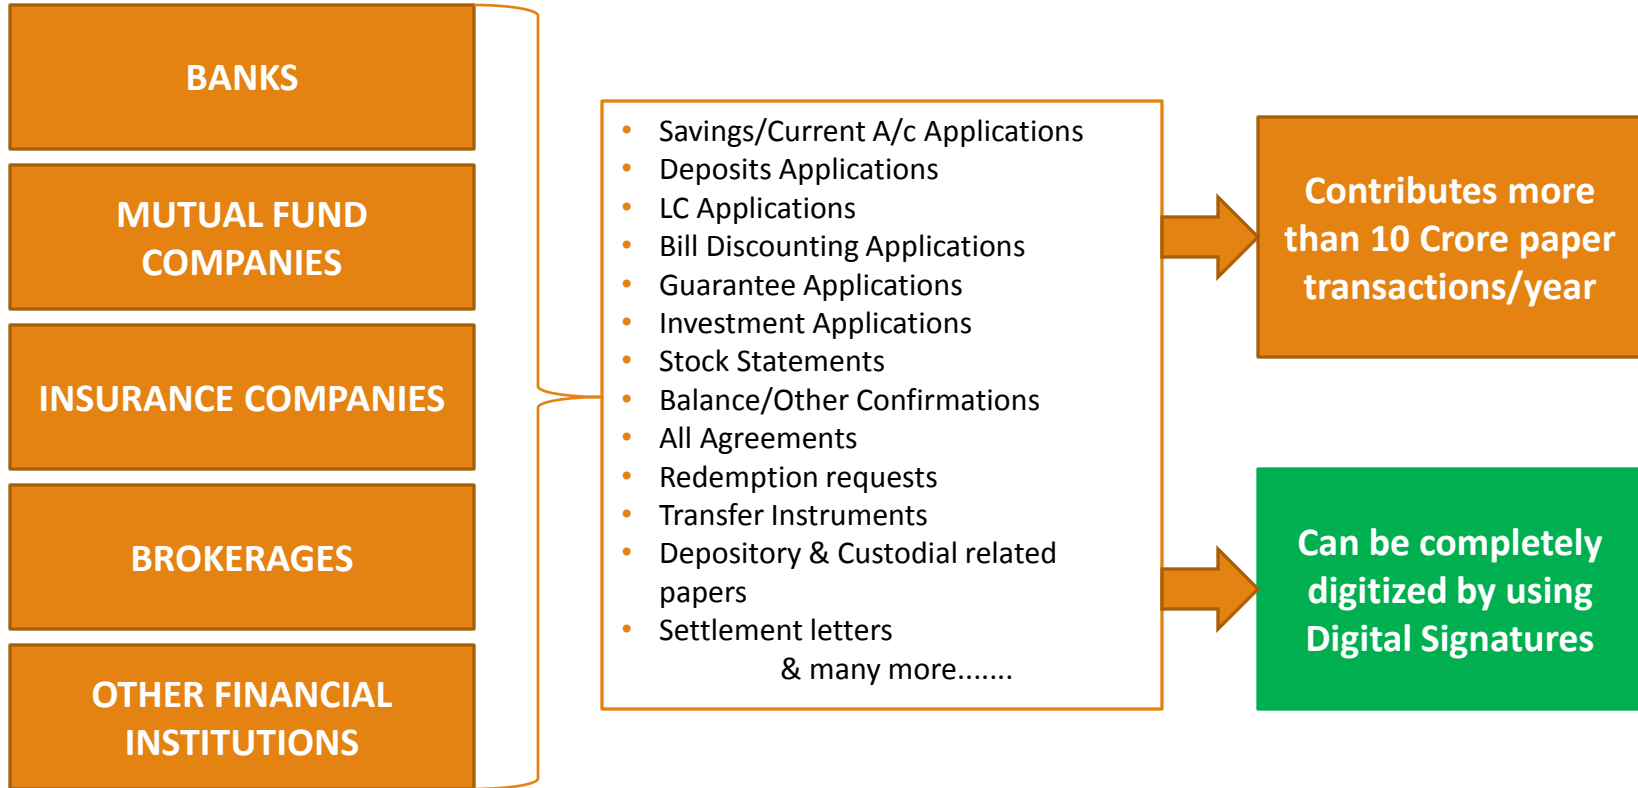 BANKS
MUTUAL FUND
COMPANIES
INSURANCE COMPANIES
BROKERAGES
OTHER FINANCIAL
INSTITUTIONS
• Savings/Current A/c Applications
• Deposits Applications
• LC Applications
• Bill Discounting Applications
• Guarantee Applications
• Investment Applications
• Stock Statements
• Balance/Other Confirmations
• All Agreements
• Redemption requests
• Transfer Instruments
• Depository & Custodial related
papers
• Settlement letters
& many more.......
Contributes more
than 10 Crore paper
transactions/year
Can be completely
digitized by using
Digital Signatures